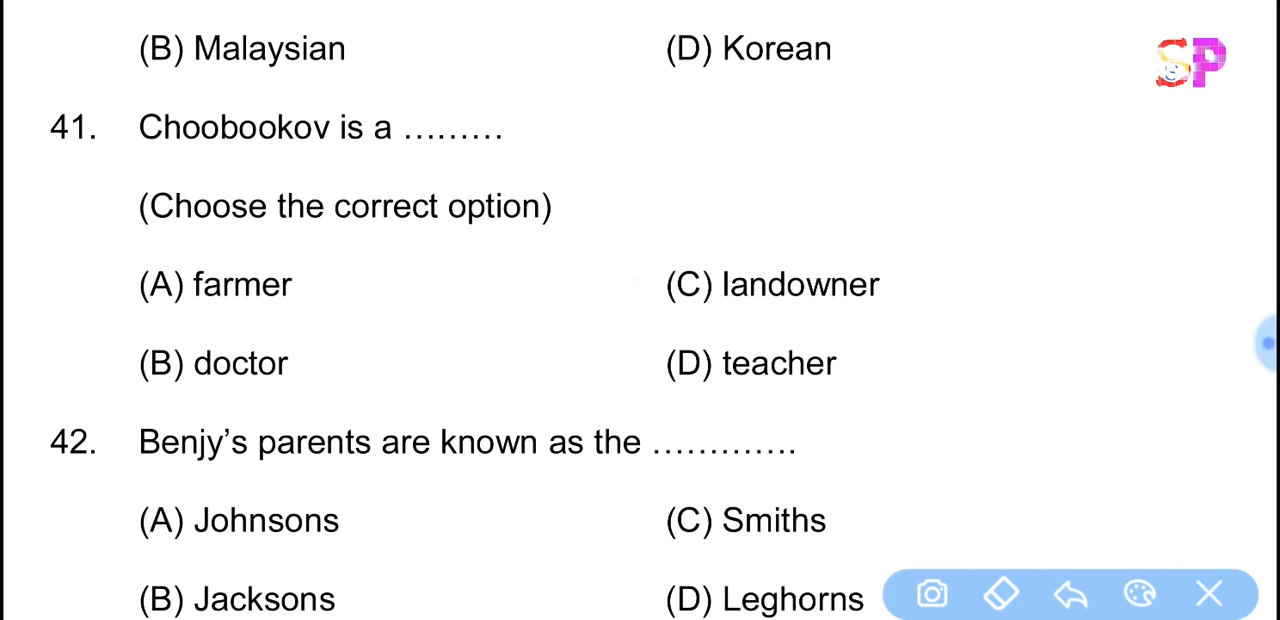 (B) Malaysian (D) Korean
SP
41. Choobookov is a .........
(Choose the correct option)
(A) farmer (C) landowner
(B) doctor (D) teacher
42. Benjy’s parents are known as the .............
(A) Johnsons (C) Smiths
(B) Jacksons (D) Leghorns